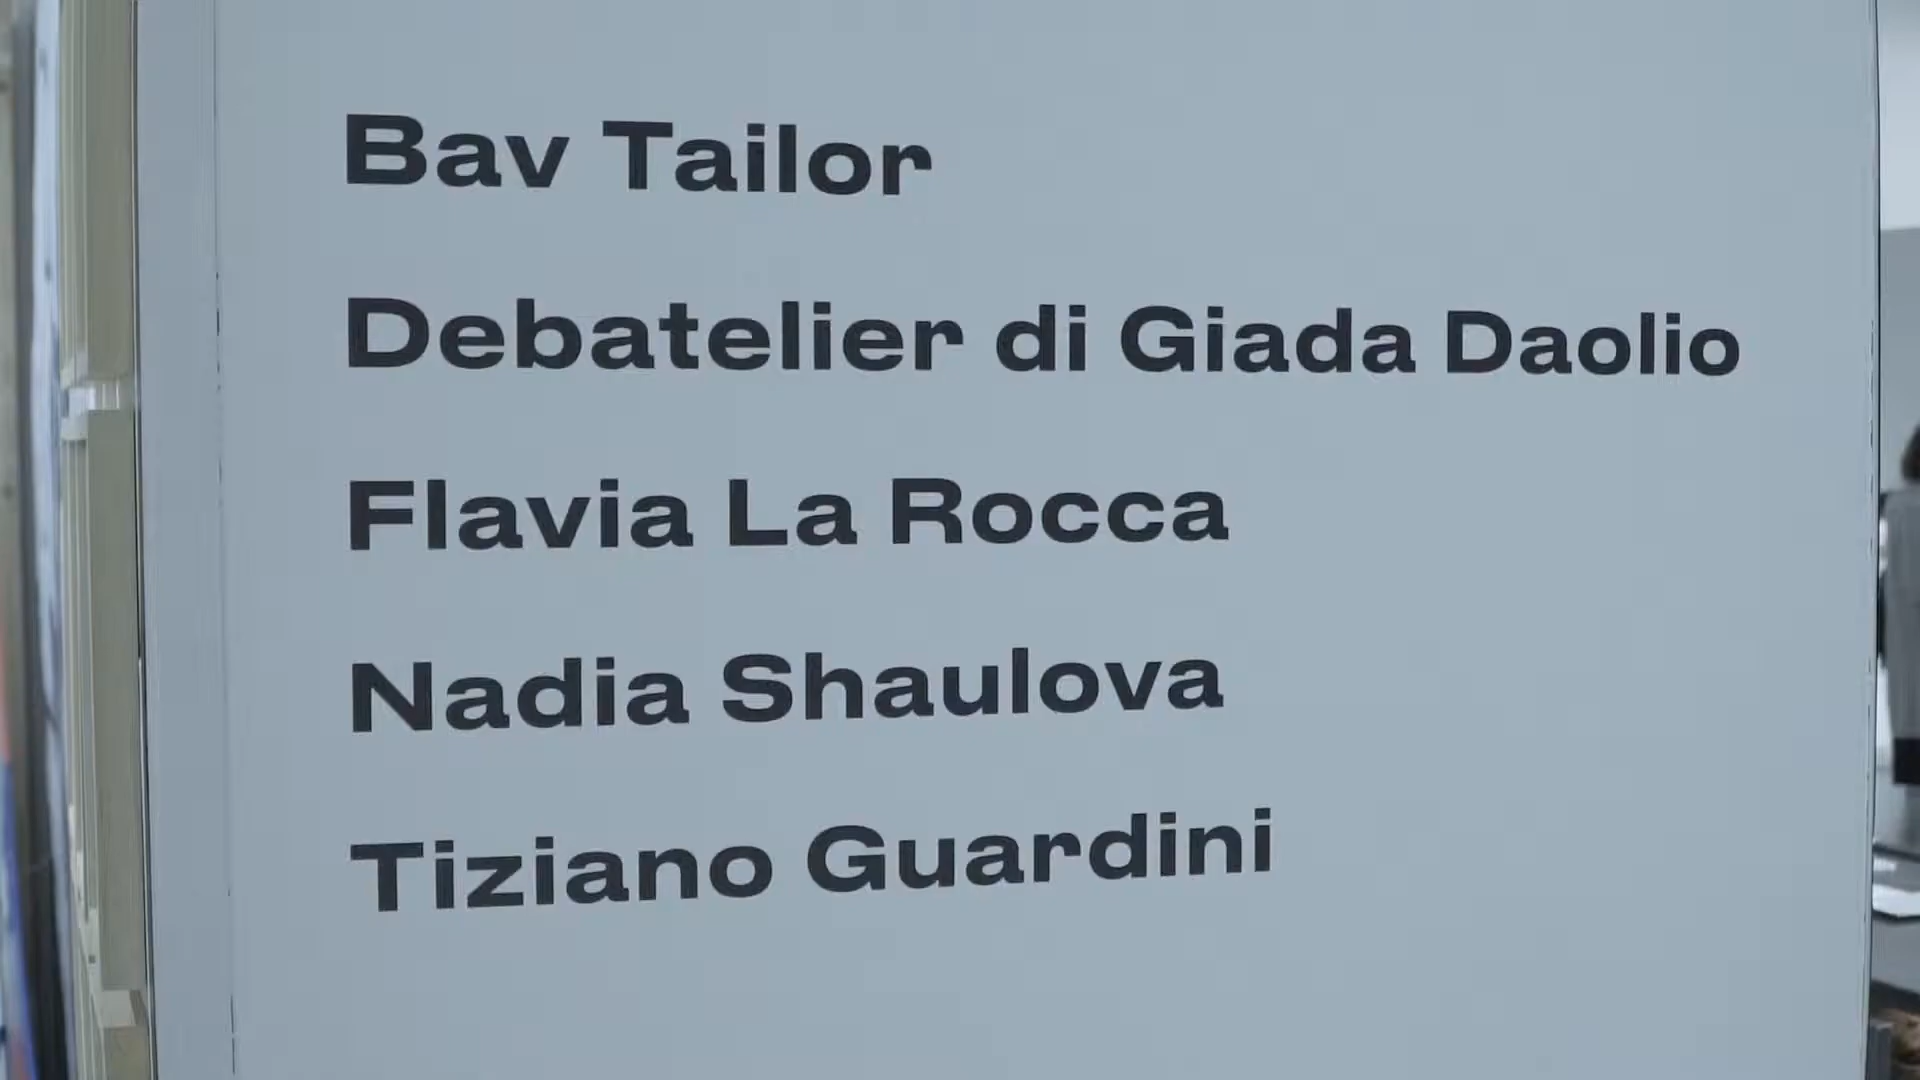 Bav Tailor
Debatelier di Giada Daolio
Flavia La Rocca
Nadia Shaulova
Tiziano Guardini